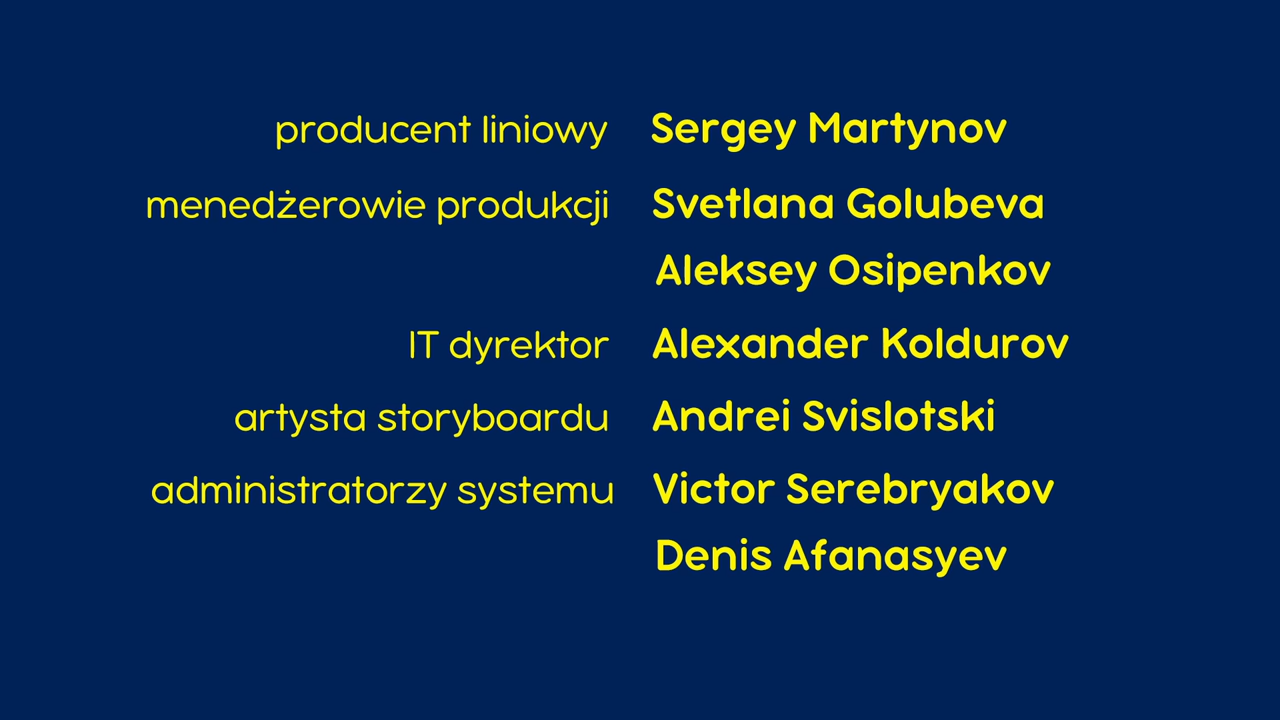 producent liniowy Sergey Martynov
menedżerowie produkcji Svetlana Golubeva
Aleksey Osipenkov
IT dyrektor Alexander Koldurov
artysta storyboardu Andrei Svislotski
administratorzy systemu Victor Serebryakov
Denis Afanasyev